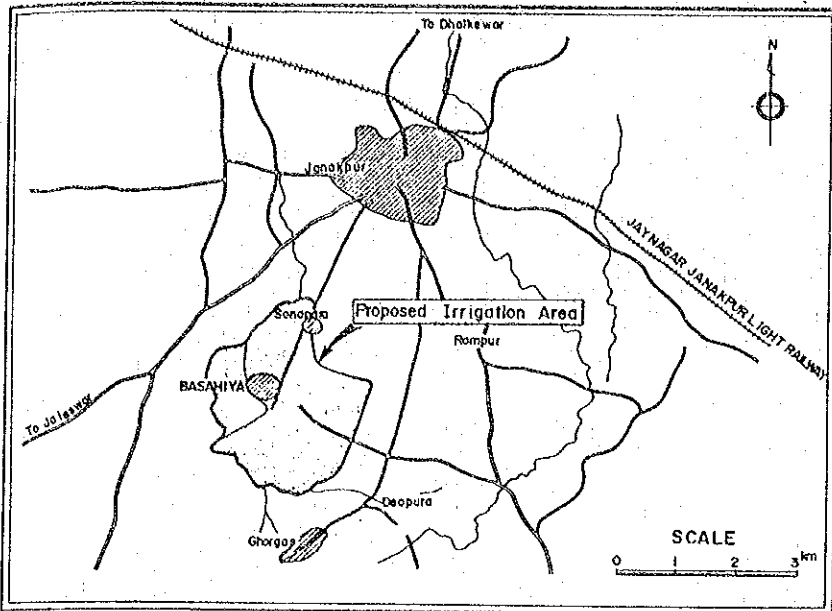 To Dhalkewar
N
Janakpur
JAYNAGAR JANAKPUR LIGHT RAILWAY
Proposed Irrigation Area
Rampur
BASAHIYA
To Jaleswar
Deopura
Ghorgas
SCALE
0 1 2 3 km